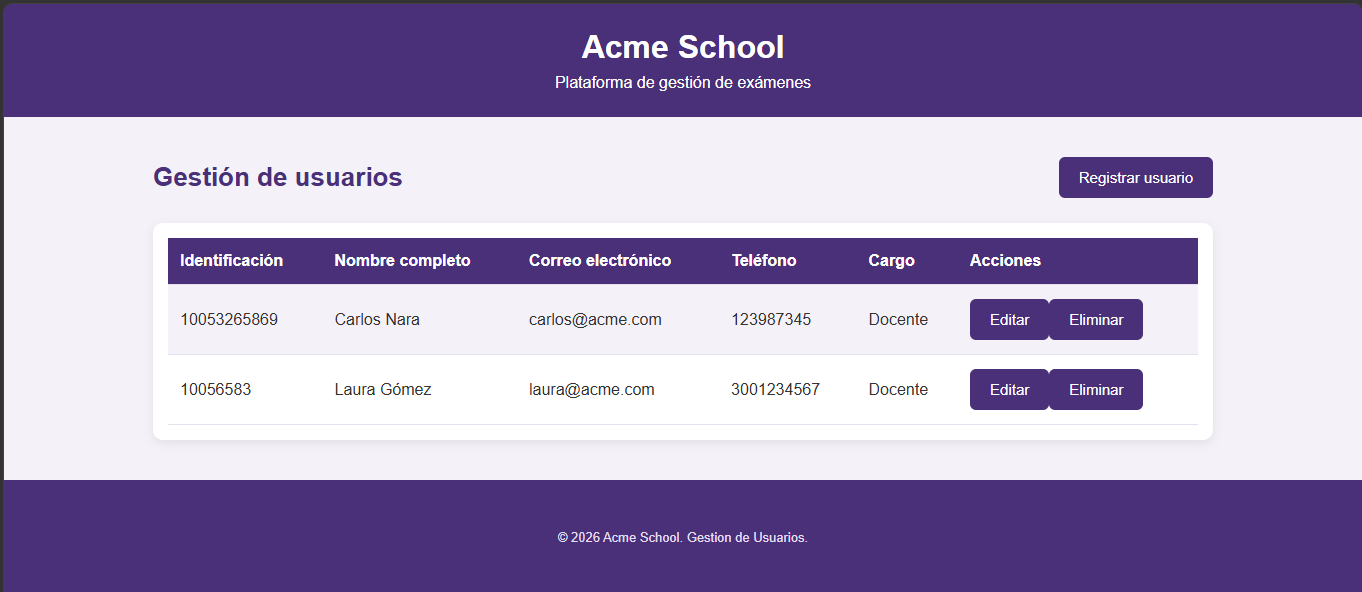 Acme School
Plataforma de gestión de exámenes
Gestión de usuarios
Registrar usuario
Identificación Nombre completo Correo electrónico Teléfono Cargo Acciones
10053265869 Carlos Nara carlos@acme.com 123987345 Docente Editar Eliminar
10056583 Laura Gómez laura@acme.com 3001234567 Docente Editar Eliminar
© 2026 Acme School. Gestion de Usuarios.